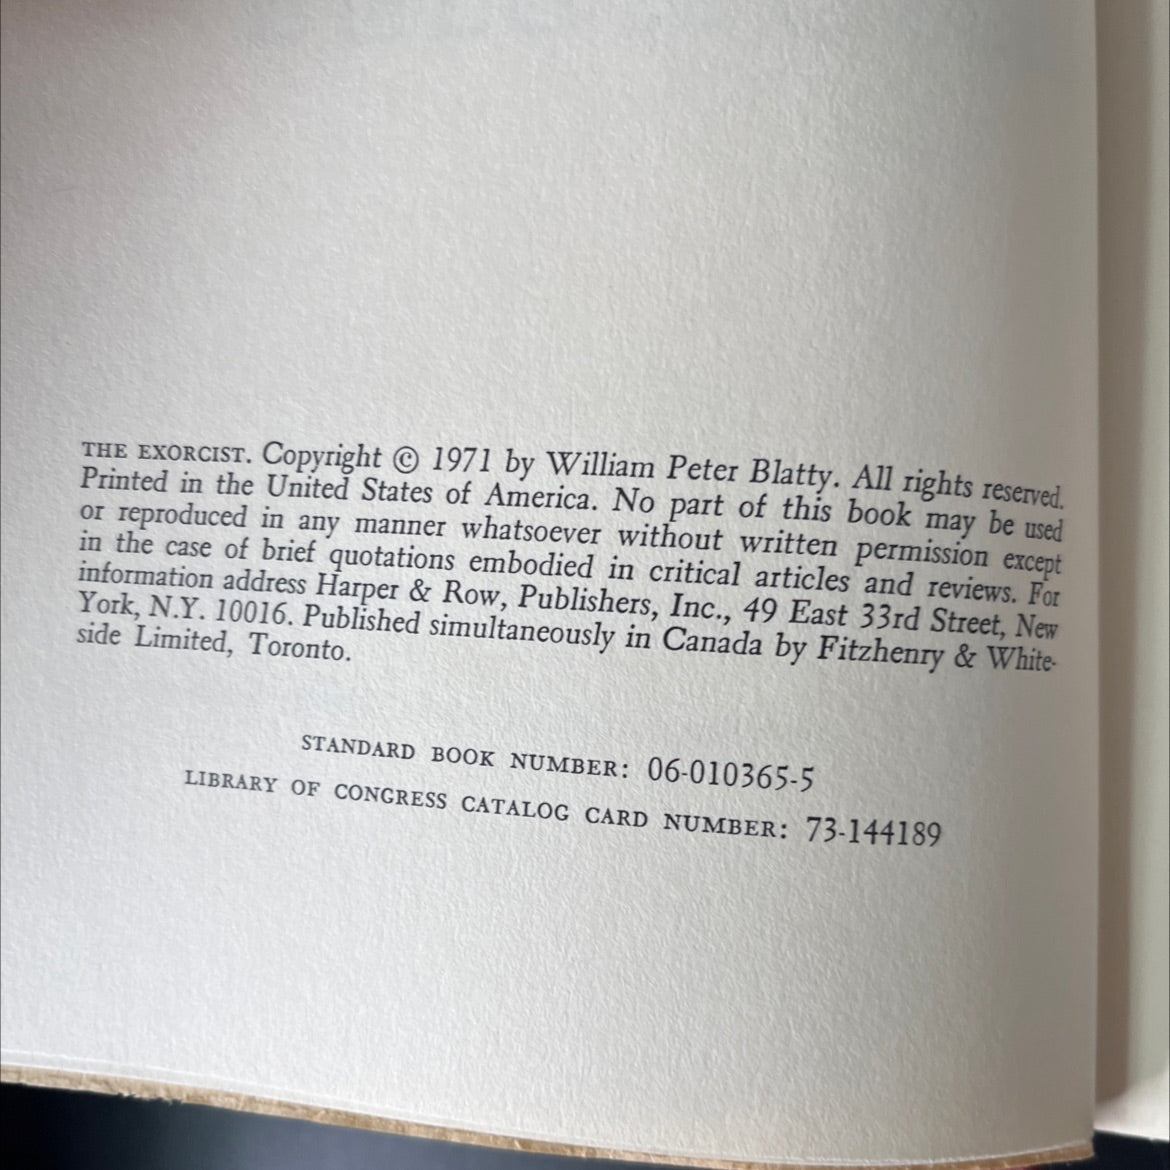 THE EXORCIST. Copyright © 1971 by William Peter Blatty. All rights reserved.
Printed in the United States of America. No part of this book may be used
or reproduced in any manner whatsoever without written permission except
in the case of brief quotations embodied in critical articles and reviews. For
information address Harper & Row, Publishers, Inc., 49 East 33rd Street, New
York, N.Y. 10016. Published simultaneously in Canada by Fitzhenry & White-
side Limited, Toronto.
STANDARD BOOK NUMBER: 06-010365-5
LIBRARY OF CONGRESS CATALOG CARD NUMBER: 73-144189